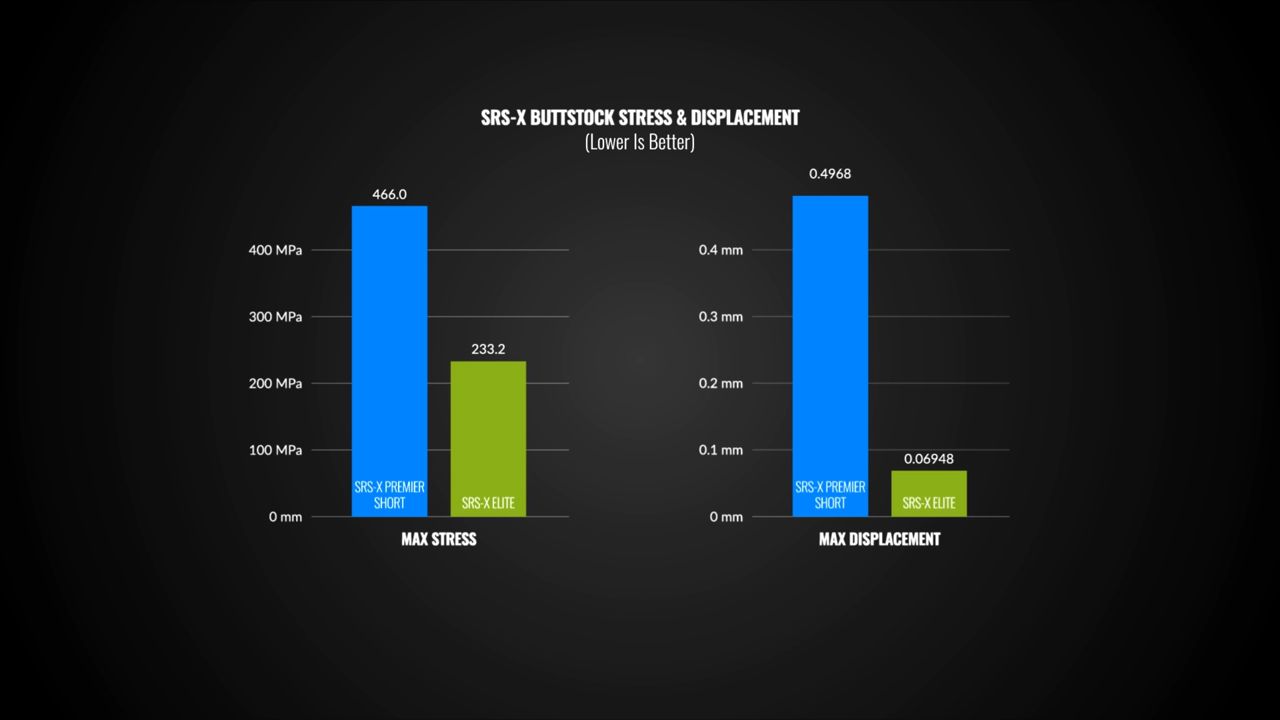 SRS-X BUTTSTOCK STRESS & DISPLACEMENT
(Lower Is Better)
466.0
400 MPa
300 MPa
233.2
200 MPa
100 MPa
SRS-X PREMIER
SHORT
SRS-X ELITE
0 mm
MAX STRESS
0.4968
0.4 mm
0.3 mm
0.2 mm
0.1 mm
0.06948
SRS-X PREMIER
SHORT
SRS-X ELITE
0 mm
MAX DISPLACEMENT